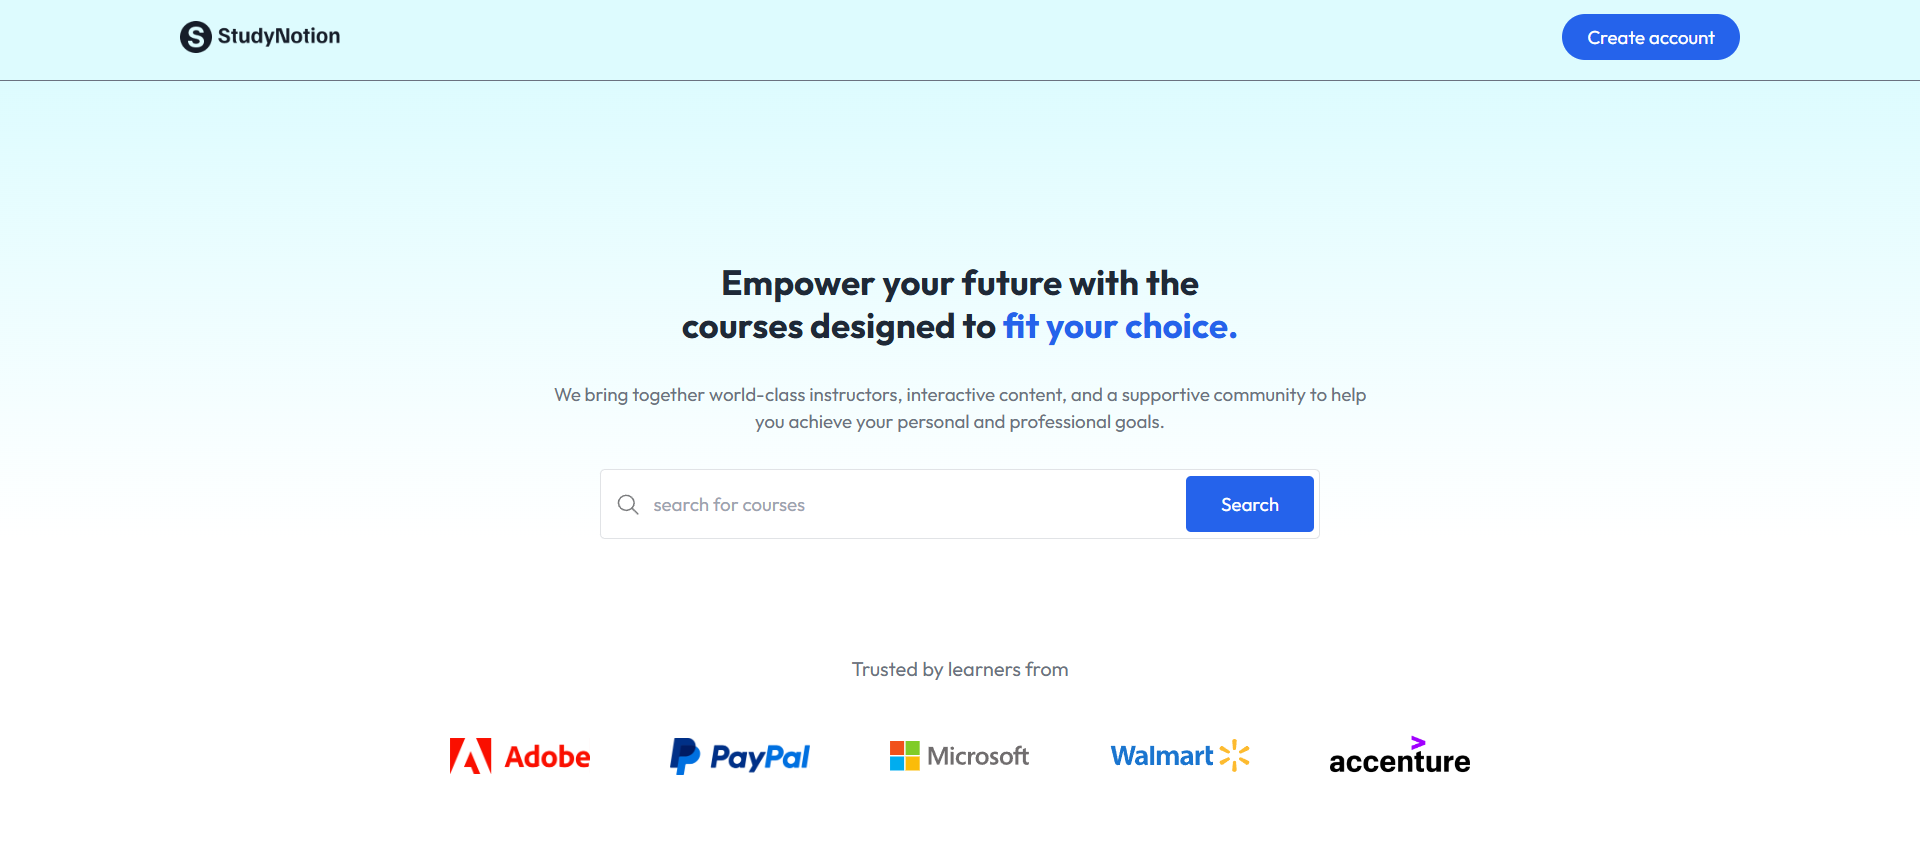 StudyNotion
Create account
Empower your future with the
courses designed to fit your choice.
We bring together world-class instructors, interactive content, and a supportive community to help
you achieve your personal and professional goals.
search for courses
Search
Trusted by learners from
Adobe
PayPal
Microsoft
Walmart
accenture